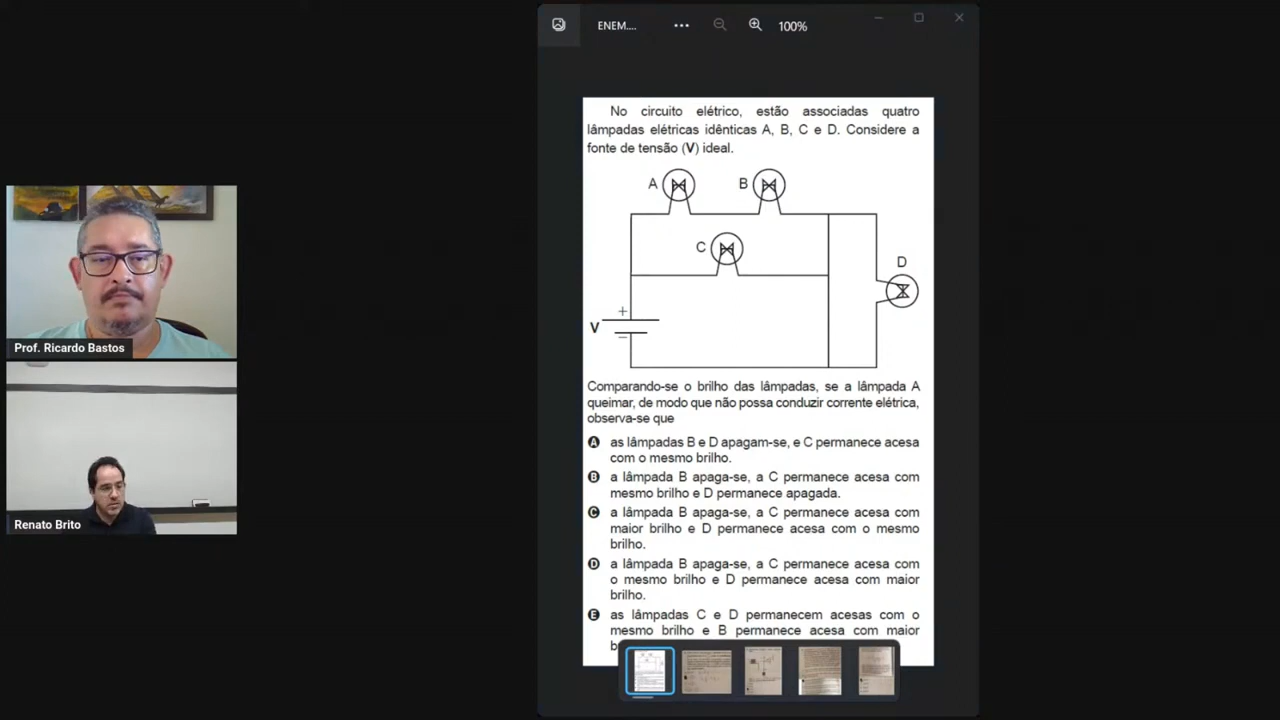 ENEM....
100%
No circuito elétrico, estão associadas quatro
lâmpadas elétricas idênticas A, B, C e D. Considere a
fonte de tensão (V) ideal.
A
B
C
D
+
V
−
Comparando-se o brilho das lâmpadas, se a lâmpada A
queimar, de modo que não possa conduzir corrente elétrica,
observa-se que
A as lâmpadas B e D apagam-se, e C permanece acesa
com o mesmo brilho.
B a lâmpada B apaga-se, a C permanece acesa com
mesmo brilho e D permanece apagada.
C a lâmpada B apaga-se, a C permanece acesa com
maior brilho e D permanece acesa com o mesmo
brilho.
D a lâmpada B apaga-se, a C permanece acesa com
o mesmo brilho e D permanece acesa com maior
brilho.
E as lâmpadas C e D permanecem acesas com o
mesmo brilho e B permanece acesa com maior
Prof. Ricardo Bastos
Renato Brito